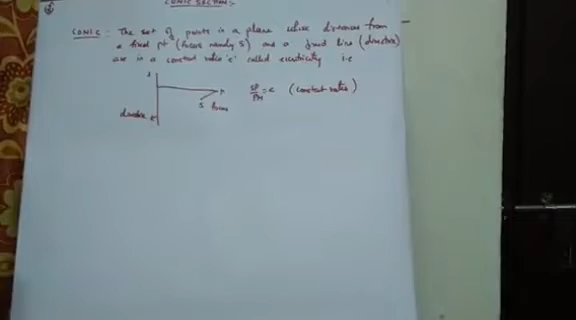 CONIC SECTION:-
CONIC : The set of points in a plane whose distances from
a fixed pt (focus namely S) and a fixed line (directrix)
are in a constant ratio 'e' called eccentricity i.e
SP/PM = e (constant ratio)
S focus
directrix